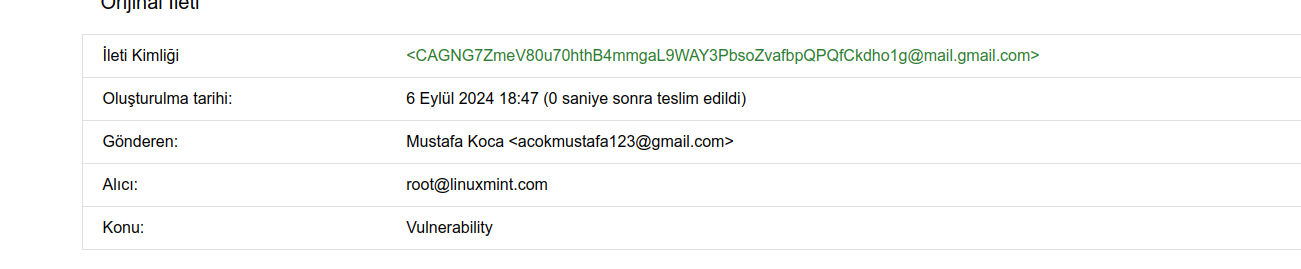 Orijinal İleti
İleti Kimliği <CAGNG7ZmeV80u70hthB4mmgaL9WAY3PbsoZvafbpQPQfCkdho1g@mail.gmail.com>
Oluşturulma tarihi: 6 Eylül 2024 18:47 (0 saniye sonra teslim edildi)
Gönderen: Mustafa Koca <acokmustafa123@gmail.com>
Alıcı: root@linuxmint.com
Konu: Vulnerability